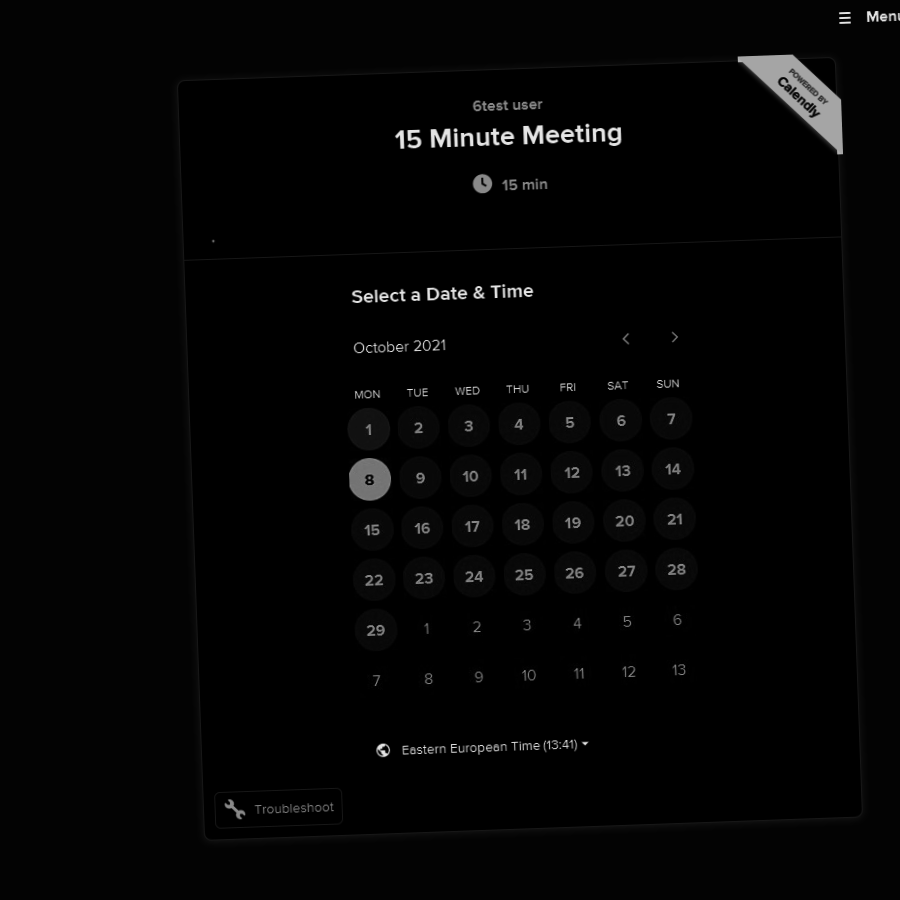 ☰ Menu
POWERED BY
Calendly
6test user
15 Minute Meeting
15 min
.
Select a Date & Time
October 2021
MON TUE WED THU FRI SAT SUN
1 2 3 4 5 6 7
8 9 10 11 12 13 14
15 16 17 18 19 20 21
22 23 24 25 26 27 28
29 1 2 3 4 5 6
7 8 9 10 11 12 13
Eastern European Time (13:41)
Troubleshoot